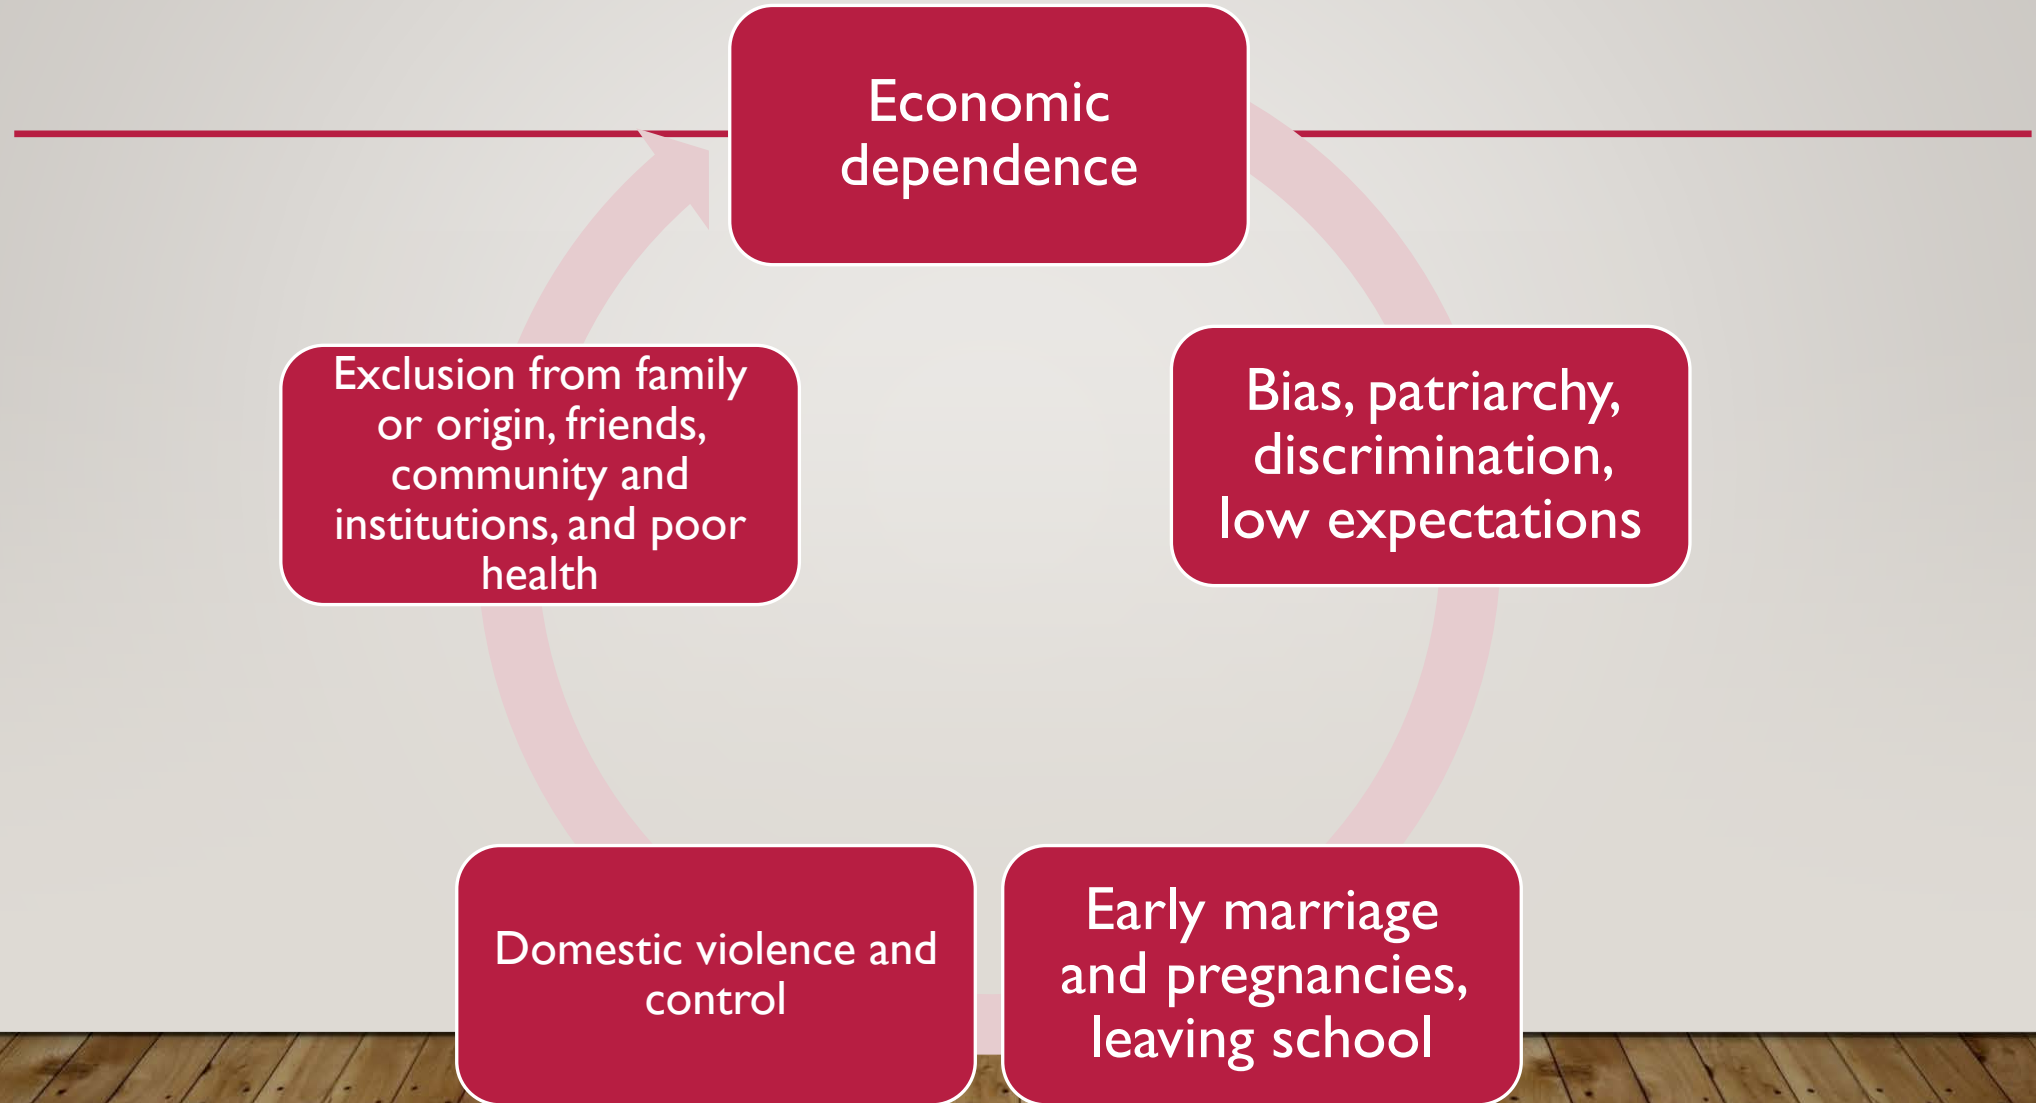 Economic
dependence
Bias, patriarchy,
discrimination,
low expectations
Early marriage
and pregnancies,
leaving school
Domestic violence and
control
Exclusion from family
or origin, friends,
community and
institutions, and poor
health